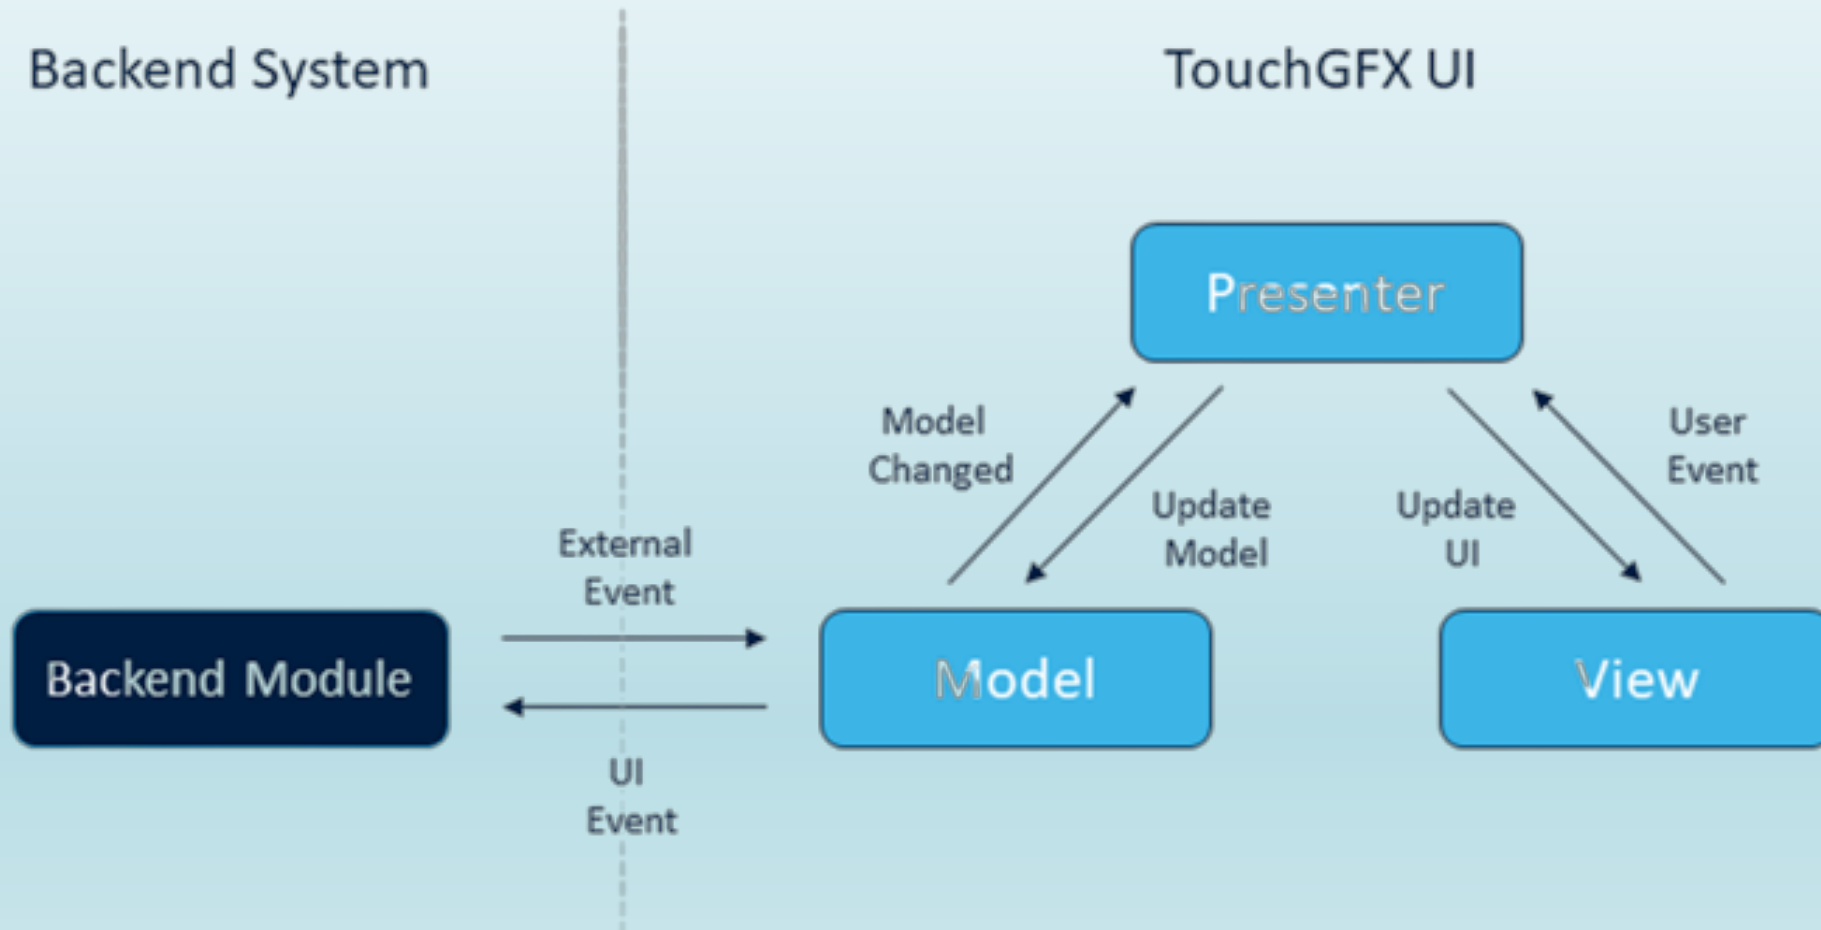 Backend System
TouchGFX UI
Presenter
Model
Changed
User
Event
Update
Model
Update
UI
External
Event
Backend Module
Model
View
UI
Event